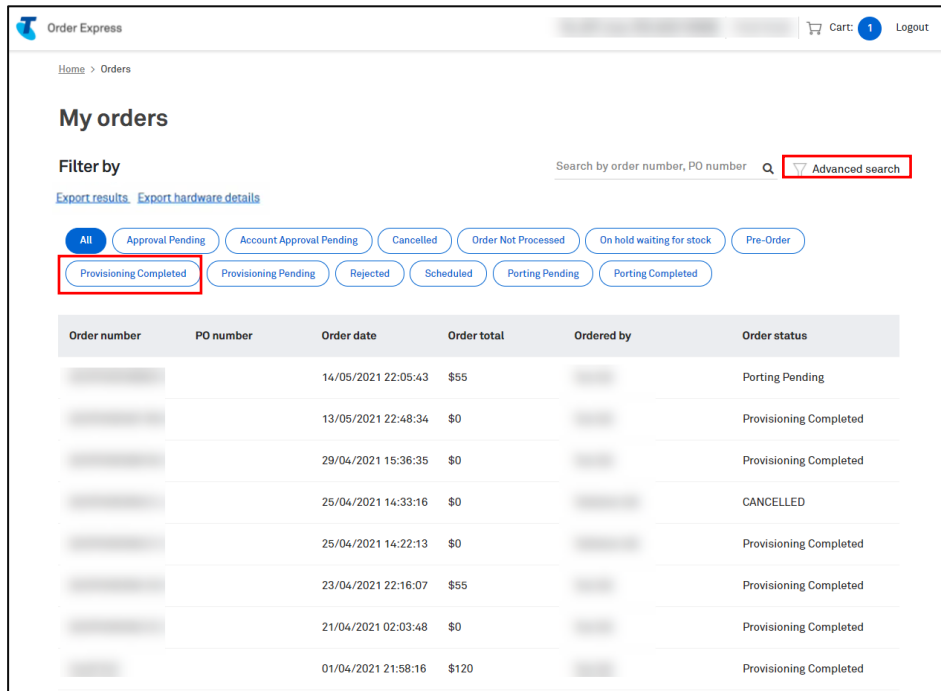 Order Express Cart: 1 Logout
Home > Orders
My orders
Filter by
Search by order number, PO number Advanced search
Export results Export hardware details
All Approval Pending Account Approval Pending Cancelled Order Not Processed On hold waiting for stock Pre-Order
Provisioning Completed Provisioning Pending Rejected Scheduled Porting Pending Porting Completed
Order number PO number Order date Order total Ordered by Order status
14/05/2021 22:05:43 $55 Porting Pending
13/05/2021 22:48:34 $0 Provisioning Completed
29/04/2021 15:36:35 $0 Provisioning Completed
25/04/2021 14:33:16 $0 CANCELLED
25/04/2021 14:22:13 $0 Provisioning Completed
23/04/2021 22:16:07 $55 Provisioning Completed
21/04/2021 02:03:48 $0 Provisioning Completed
01/04/2021 21:58:16 $120 Provisioning Completed